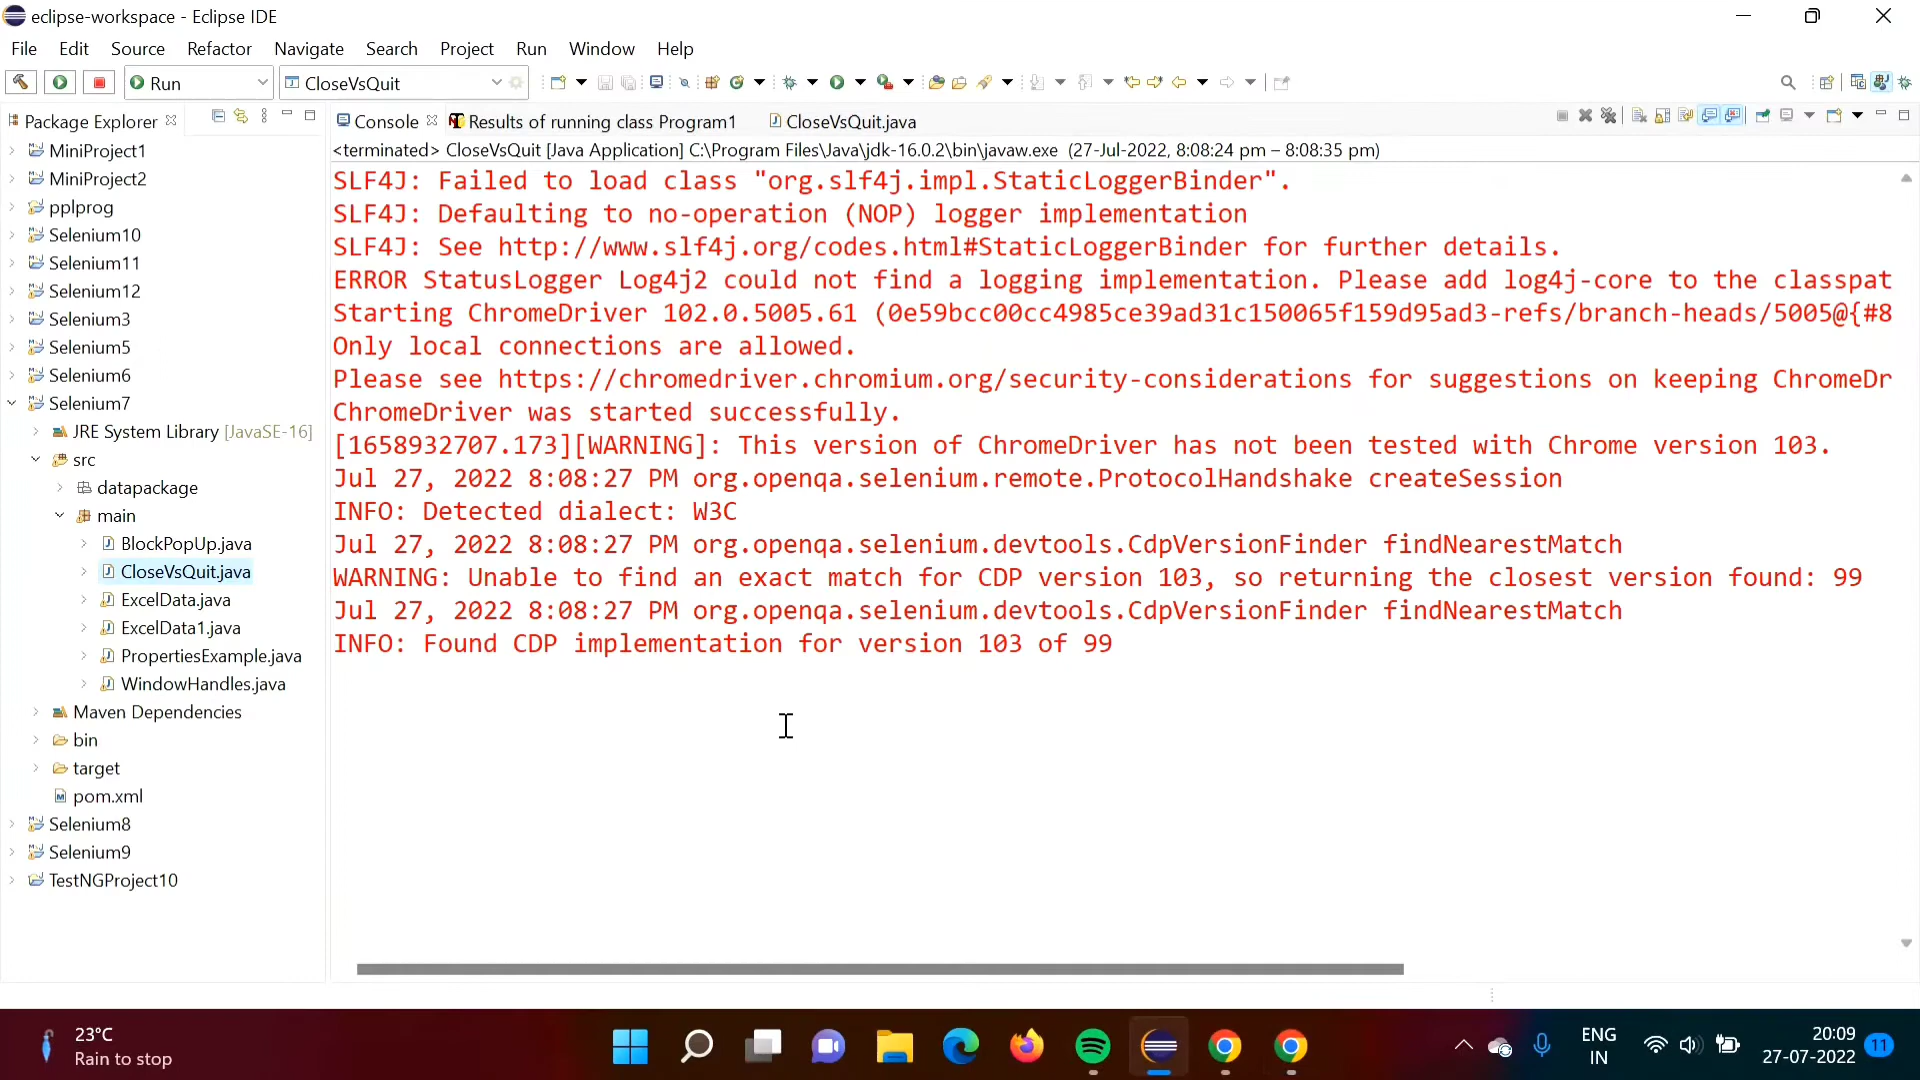 eclipse-workspace - Eclipse IDE
File Edit Source Refactor Navigate Search Project Run Window Help
Run CloseVsQuit
Package Explorer
Console Results of running class Program1 CloseVsQuit.java
<terminated> CloseVsQuit [Java Application] C:\Program Files\Java\jdk-16.0.2\bin\javaw.exe (27-Jul-2022, 8:08:24 pm – 8:08:35 pm)
MiniProject1
MiniProject2
pplprog
Selenium10
Selenium11
Selenium12
Selenium3
Selenium5
Selenium6
Selenium7
JRE System Library [JavaSE-16]
src
datapackage
main
BlockPopUp.java
CloseVsQuit.java
ExcelData.java
ExcelData1.java
PropertiesExample.java
WindowHandles.java
Maven Dependencies
bin
target
pom.xml
Selenium8
Selenium9
TestNGProject10
SLF4J: Failed to load class "org.slf4j.impl.StaticLoggerBinder".
SLF4J: Defaulting to no-operation (NOP) logger implementation
SLF4J: See http://www.slf4j.org/codes.html#StaticLoggerBinder for further details.
ERROR StatusLogger Log4j2 could not find a logging implementation. Please add log4j-core to the classpat
Starting ChromeDriver 102.0.5005.61 (0e59bcc00cc4985ce39ad31c150065f159d95ad3-refs/branch-heads/5005@{#8
Only local connections are allowed.
Please see https://chromedriver.chromium.org/security-considerations for suggestions on keeping ChromeDr
ChromeDriver was started successfully.
[1658932707.173][WARNING]: This version of ChromeDriver has not been tested with Chrome version 103.
Jul 27, 2022 8:08:27 PM org.openqa.selenium.remote.ProtocolHandshake createSession
INFO: Detected dialect: W3C
Jul 27, 2022 8:08:27 PM org.openqa.selenium.devtools.CdpVersionFinder findNearestMatch
WARNING: Unable to find an exact match for CDP version 103, so returning the closest version found: 99
Jul 27, 2022 8:08:27 PM org.openqa.selenium.devtools.CdpVersionFinder findNearestMatch
INFO: Found CDP implementation for version 103 of 99
23°C
Rain to stop
ENG
IN
20:09
27-07-2022
11